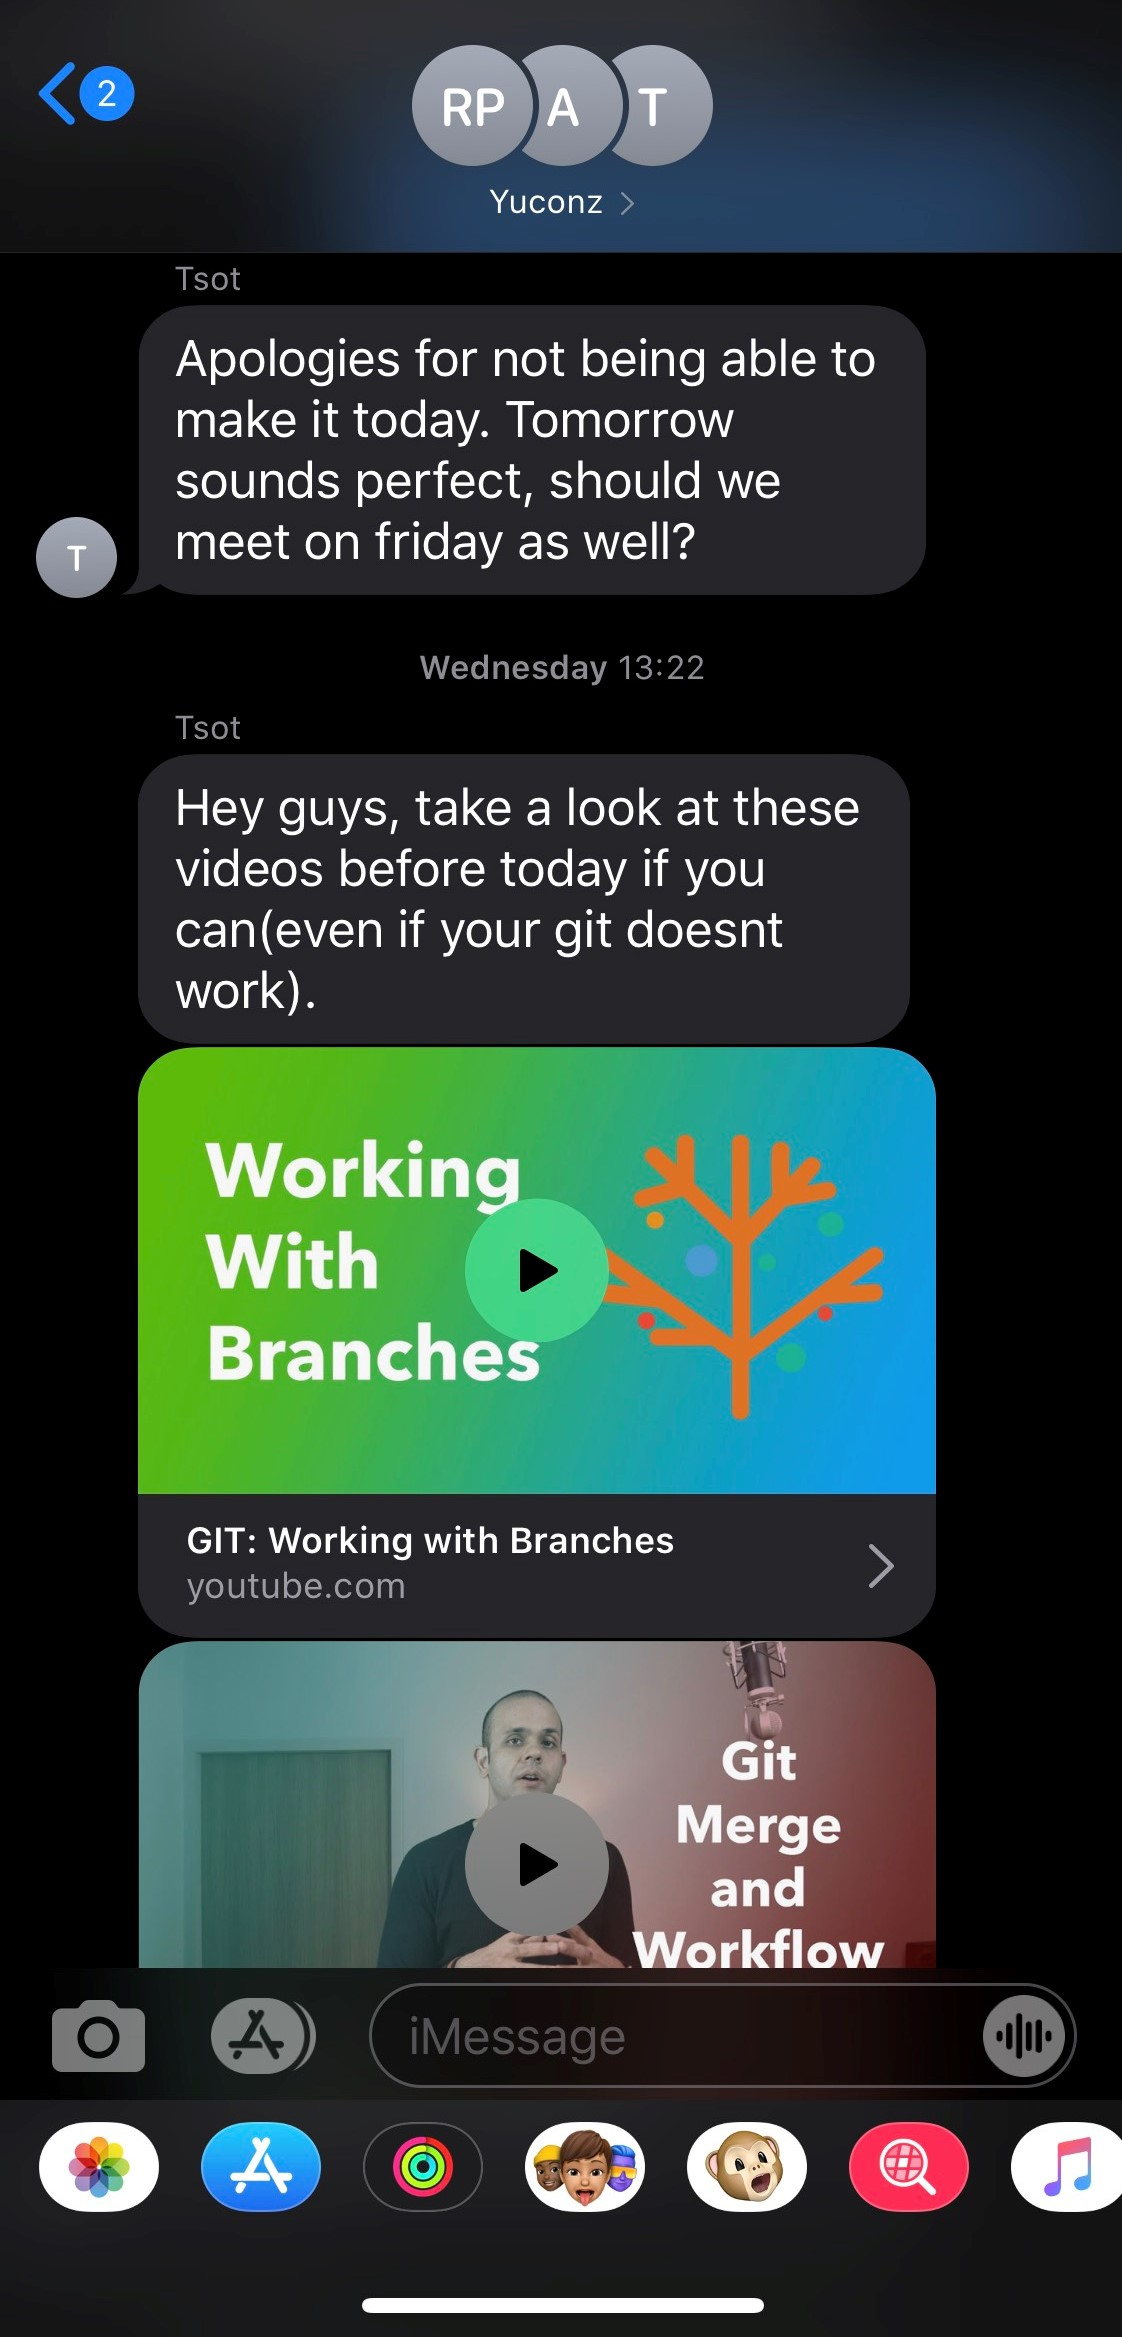 2
RP A T
Yuconz
Tsot
Apologies for not being able to
make it today. Tomorrow
sounds perfect, should we
meet on friday as well?
T
Wednesday 13:22
Tsot
Hey guys, take a look at these
videos before today if you
can(even if your git doesnt
work).
Working
With
Branches
GIT: Working with Branches
youtube.com
Git
Merge
and
Workflow
iMessage